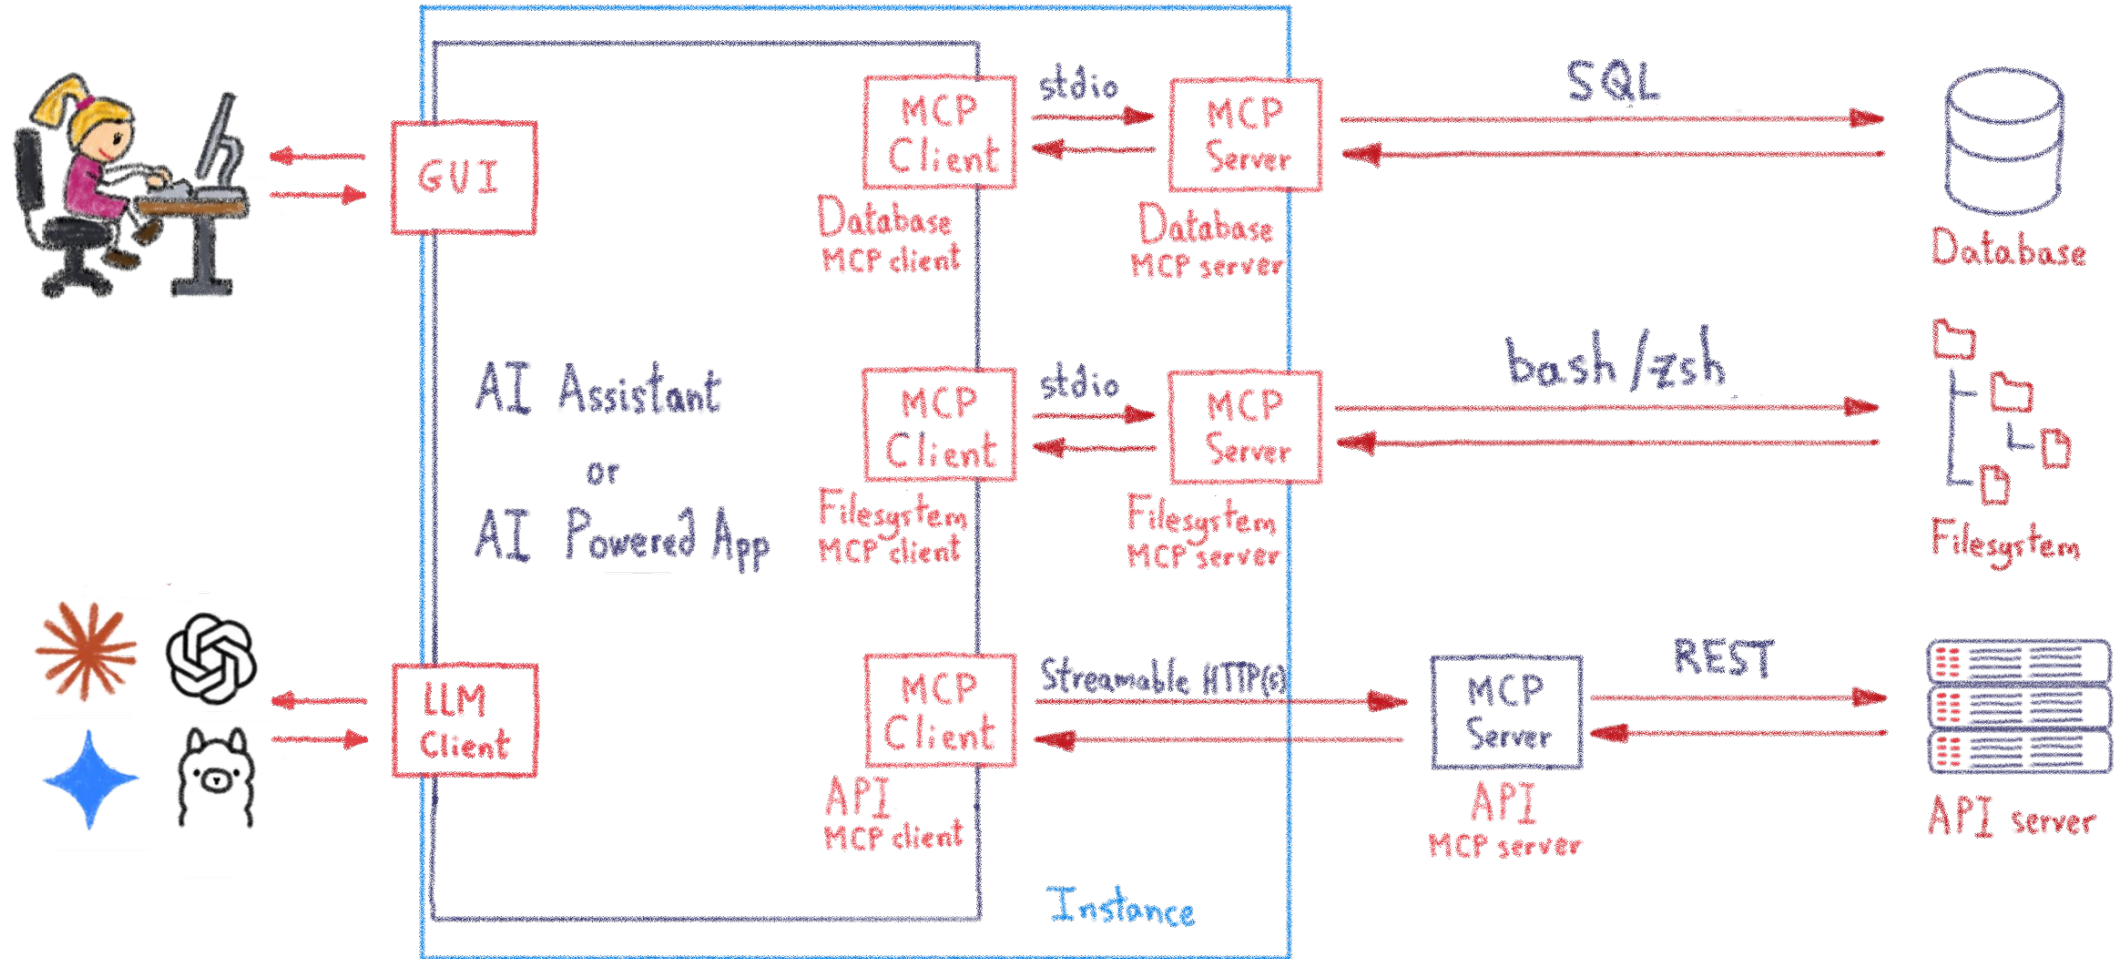 GUI
AI Assistant
or
AI Powered App
LLM
Client
MCP
Client
Database
MCP client
stdio
MCP
Server
Database
MCP server
SQL
Database
MCP
Client
Filesystem
MCP client
stdio
MCP
Server
Filesystem
MCP server
bash/zsh
Filesystem
MCP
Client
API
MCP client
Streamable HTTP(s)
MCP
Server
API
MCP server
REST
API server
Instance